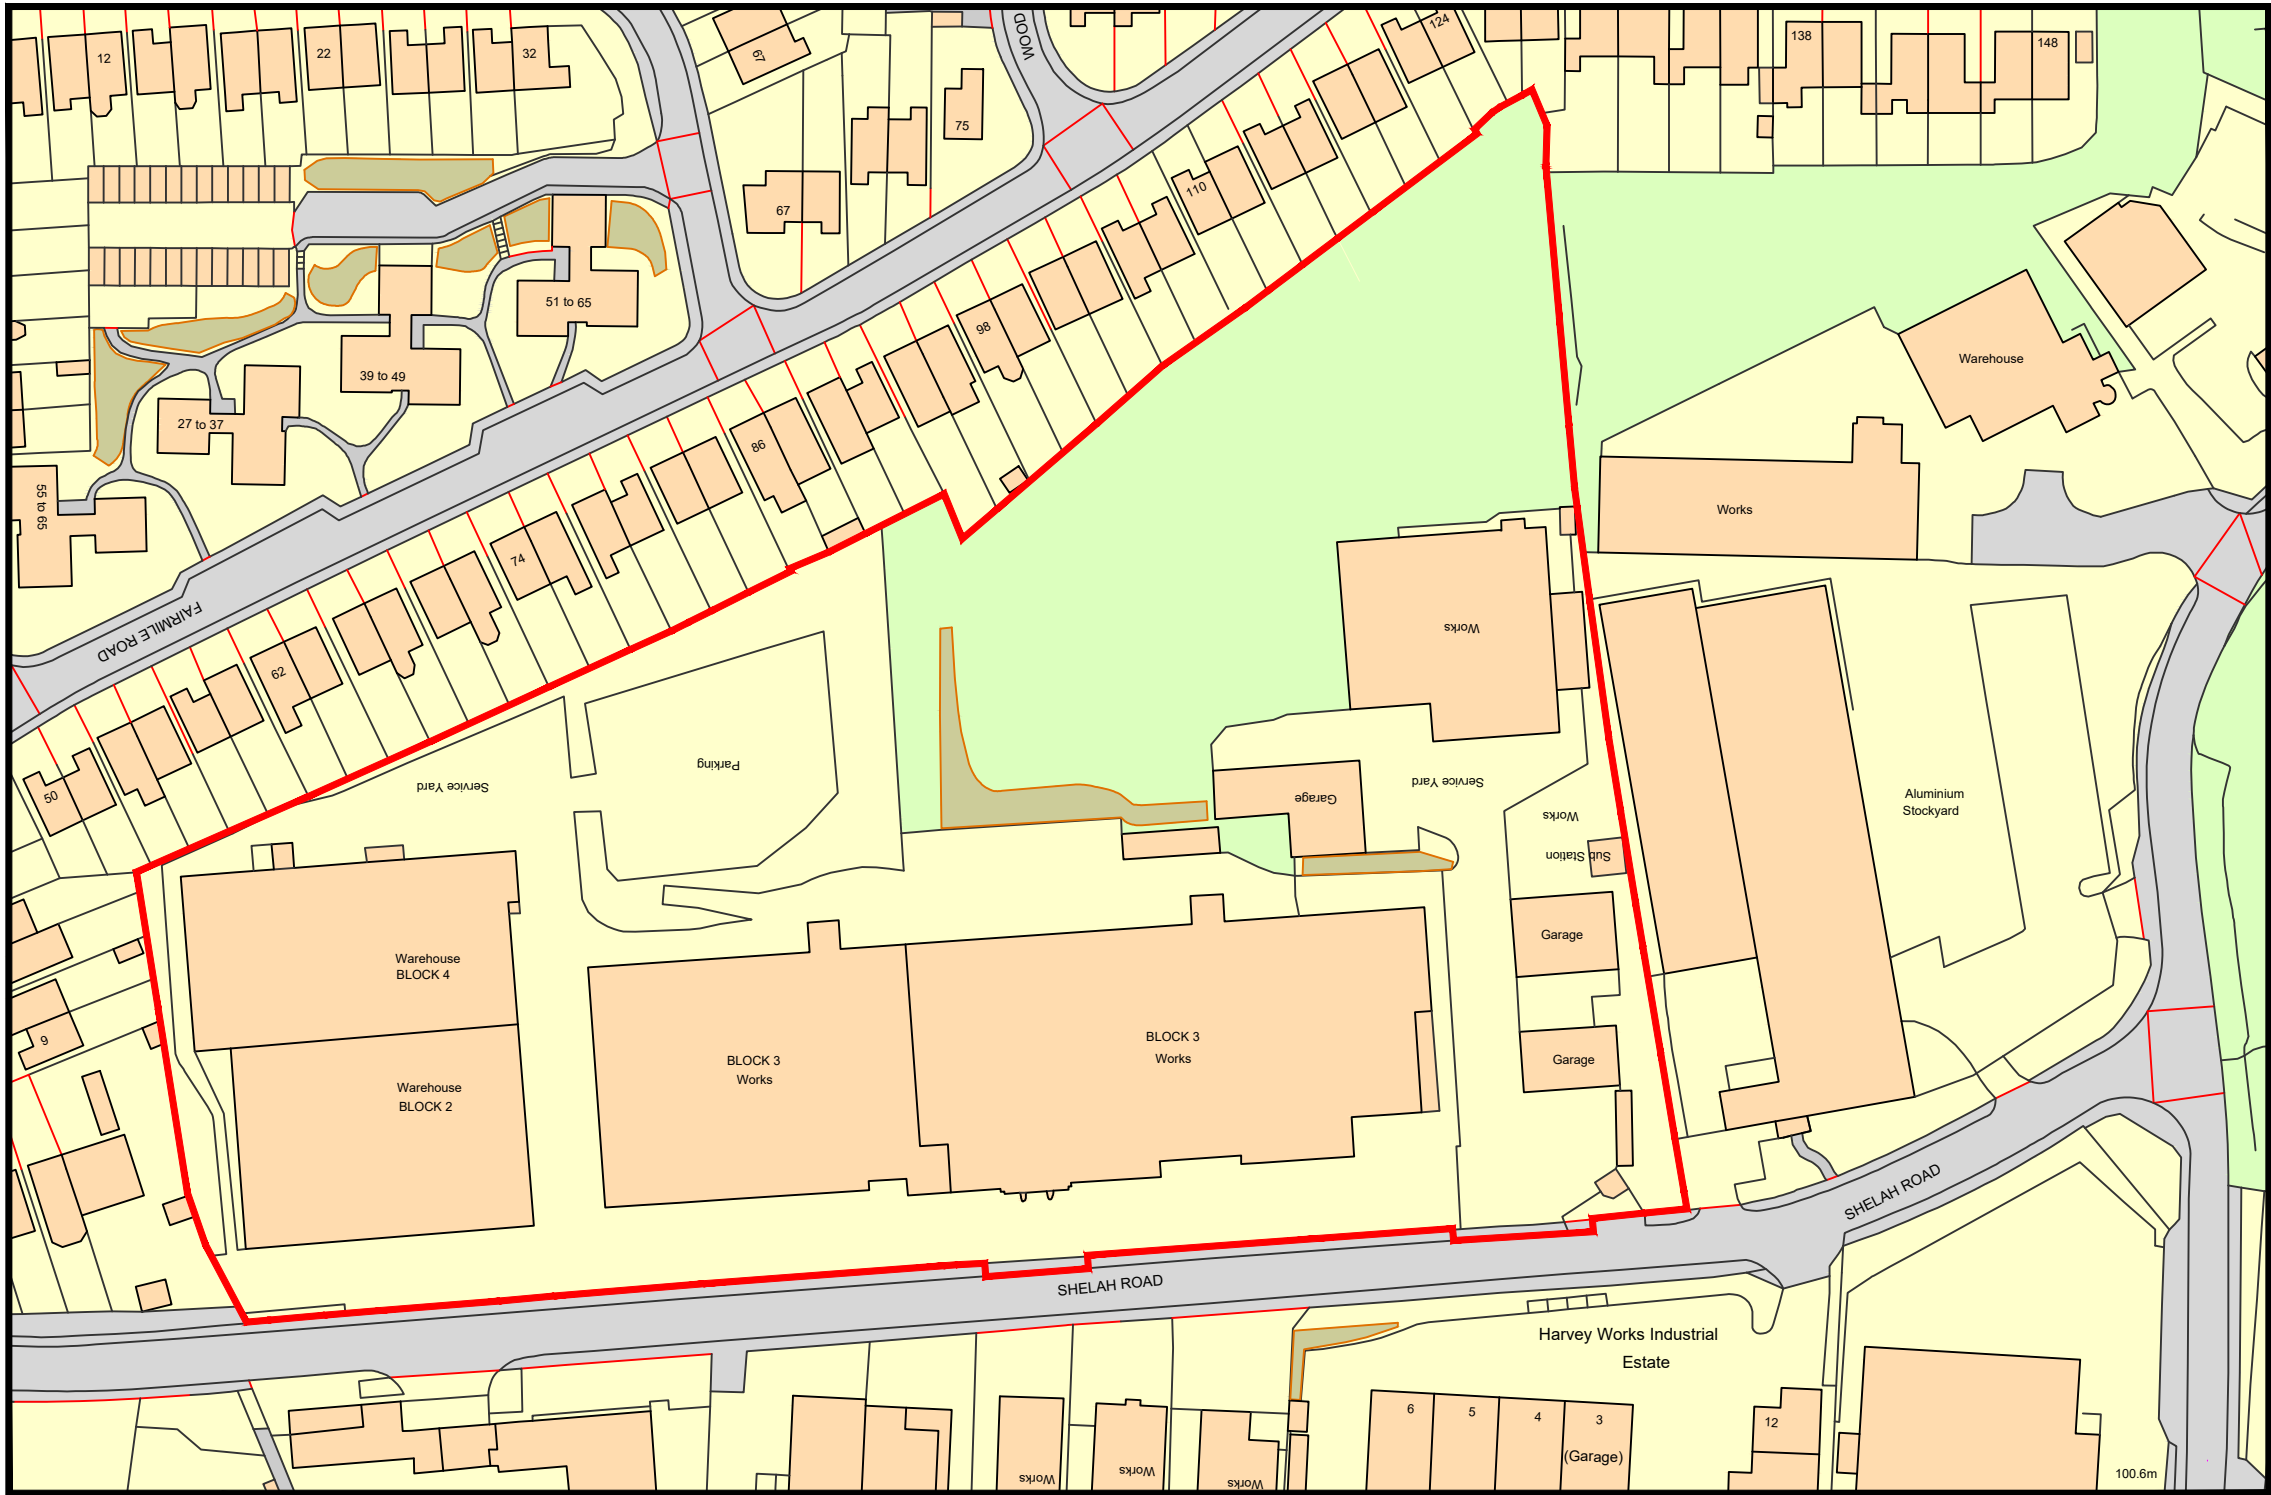 12
22
32
67
WOOD
124
138
148
75
67
110
51 to 65
39 to 49
27 to 37
55 to 65
98
86
74
62
50
FAIRMILE ROAD
Warehouse
Works
Works
Parking
Service Yard
Service Yard
Garage
Works
Sub Station
Aluminium
Stockyard
Garage
Garage
Warehouse
BLOCK 4
Warehouse
BLOCK 2
BLOCK 3
Works
BLOCK 3
Works
9
SHELAH ROAD
SHELAH ROAD
Harvey Works Industrial
Estate
6
5
4
3
(Garage)
12
Works
Works
Works
100.6m